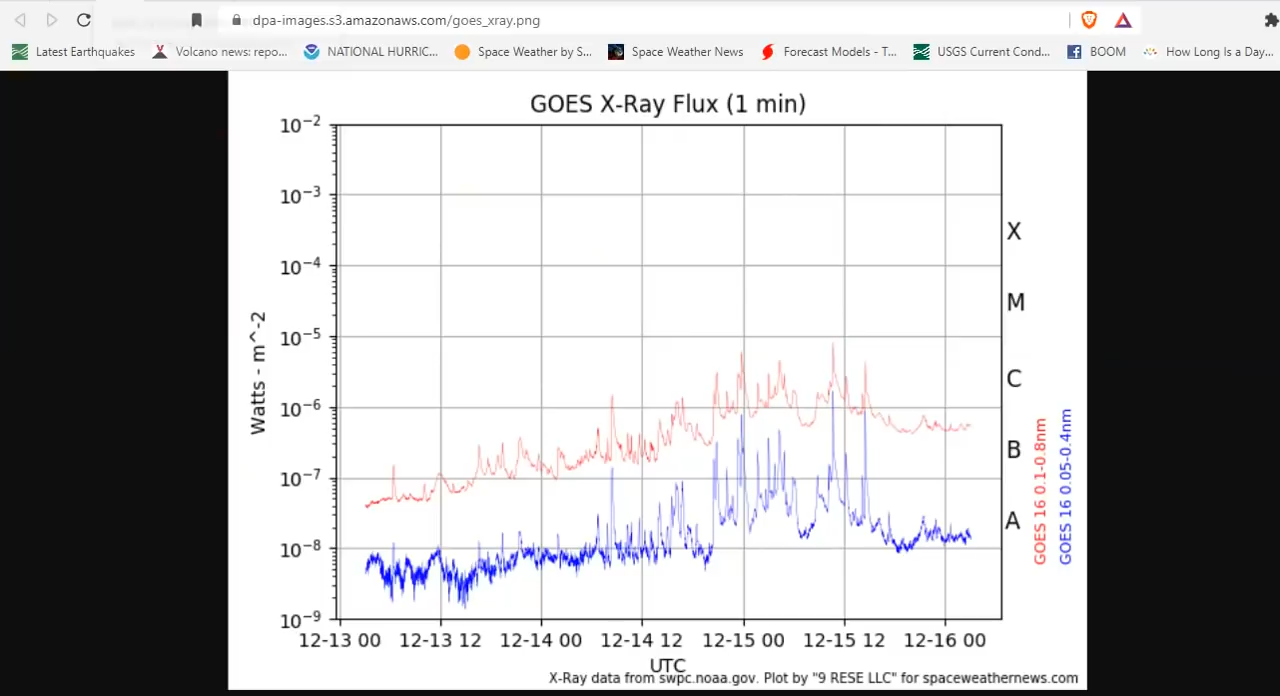 dpa-images.s3.amazonaws.com/goes_xray.png
Latest Earthquakes Volcano news: repo... NATIONAL HURRIC... Space Weather by S... Space Weather News Forecast Models - T... USGS Current Cond... BOOM How Long Is a Day...
GOES X-Ray Flux (1 min)
10^-2
10^-3
10^-4
10^-5
10^-6
10^-7
10^-8
10^-9
Watts - m^-2
X
M
C
B
A
GOES 16 0.1-0.8nm
GOES 16 0.05-0.4nm
12-13 00 12-13 12 12-14 00 12-14 12 12-15 00 12-15 12 12-16 00
UTC
X-Ray data from swpc.noaa.gov. Plot by "9 RESE LLC" for spaceweathernews.com